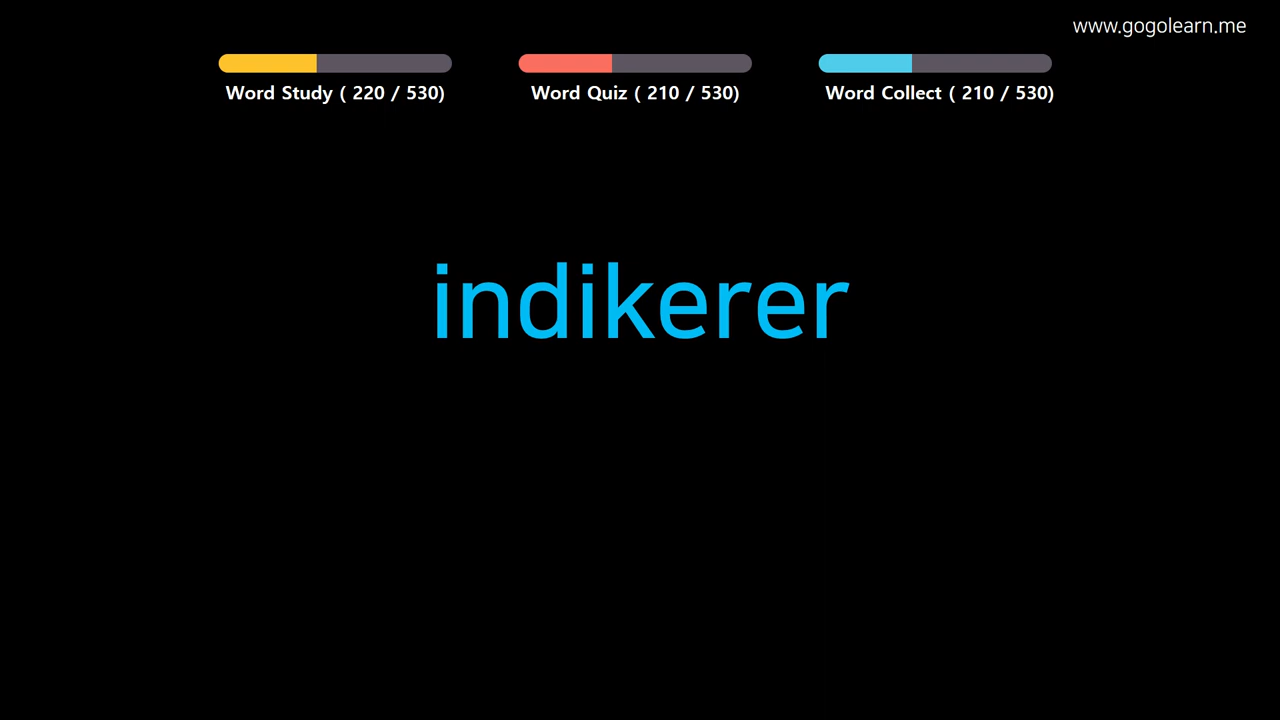 www.gogolearn.me
Word Study ( 220 / 530)
Word Quiz ( 210 / 530)
Word Collect ( 210 / 530)
indikerer